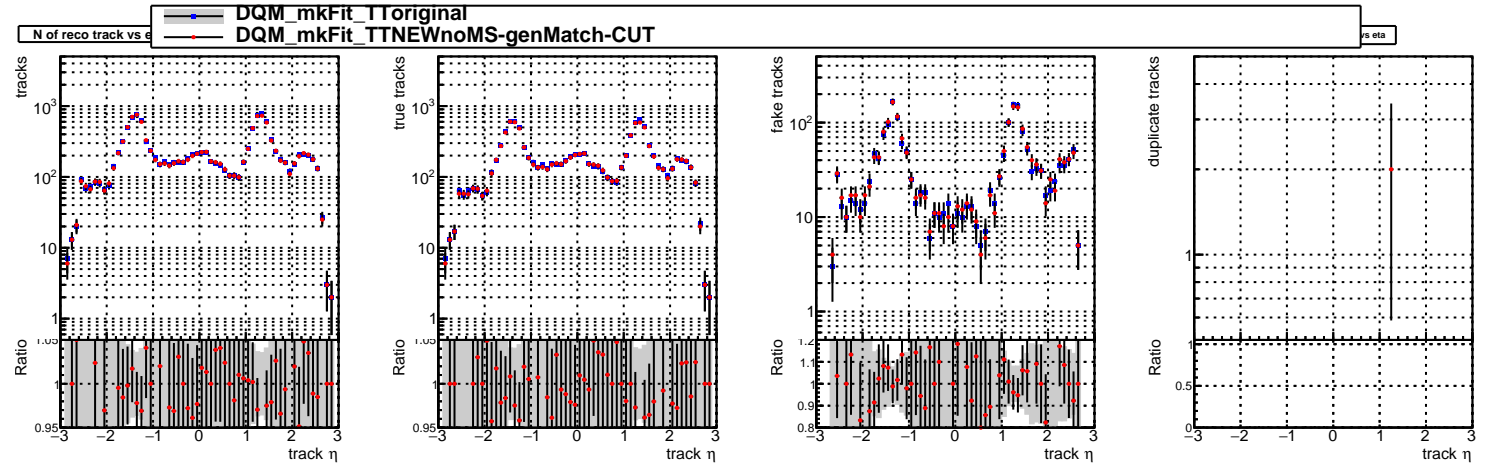 DQM_mkFit_TToriginal
DQM_mkFit_TTNEWnoMS-genMatch-CUT
N of reco track vs e
vs eta
tracks
10³
10²
10
1
Ratio
1.05
1
0.95
−3 −2 −1 0 1 2 3
track η
true tracks
10³
10²
10
1
Ratio
1.05
1
0.95
−3 −2 −1 0 1 2 3
track η
fake tracks
10²
10
1
Ratio
1.2
1.1
1.0
0.9
0.8
−3 −2 −1 0 1 2 3
track η
duplicate tracks
1
Ratio
1
0.5
0
−3 −2 −1 0 1 2 3
track η